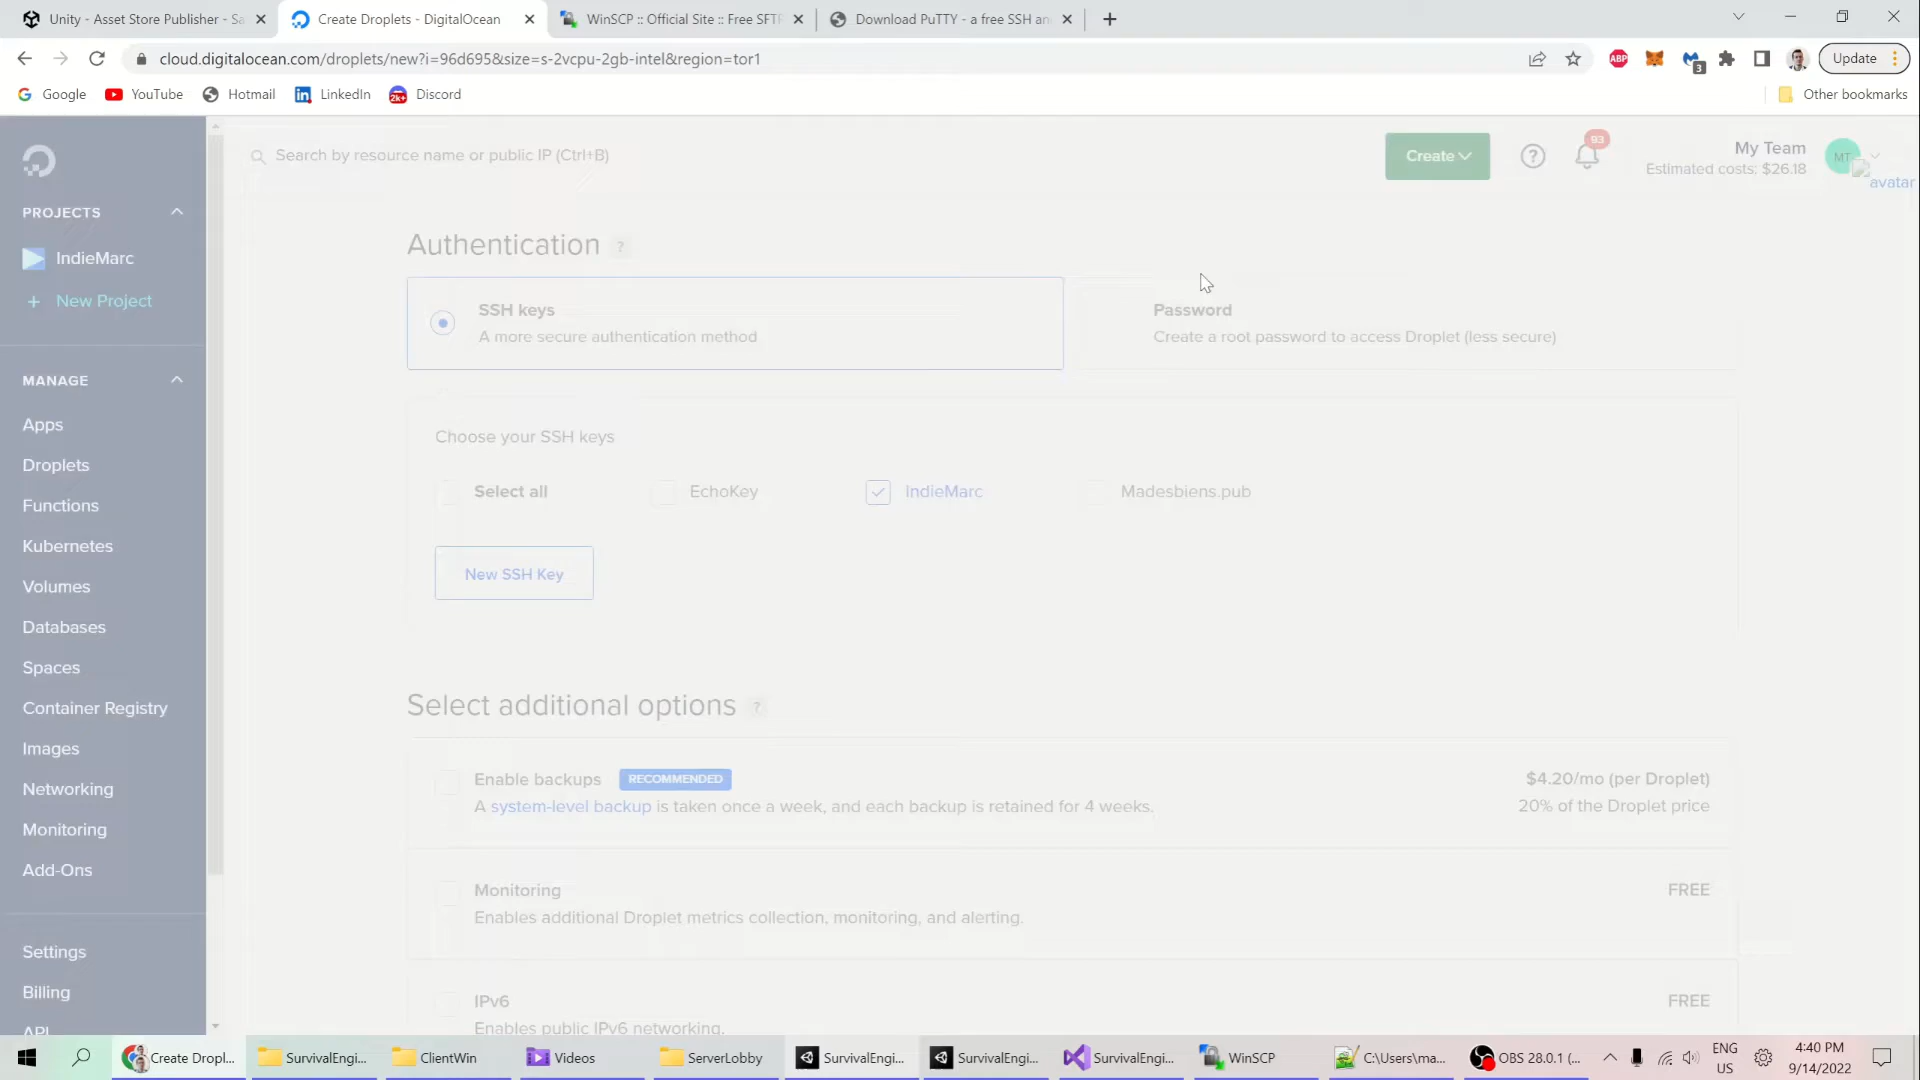 Unity - Asset Store Publisher - Sa
Create Droplets - DigitalOcean
WinSCP :: Official Site :: Free SFT
Download PuTTY - a free SSH an
cloud.digitalocean.com/droplets/new?i=96d695&size=s-2vcpu-2gb-intel&region=tor1
ABP
3
Update
Google
YouTube
Hotmail
LinkedIn
2k+
Discord
Other bookmarks
Search by resource name or public IP (Ctrl+B)
Create
93
My Team
Estimated costs: $26.18
MT
avatar
PROJECTS
IndieMarc
+ New Project
MANAGE
Apps
Droplets
Functions
Kubernetes
Volumes
Databases
Spaces
Container Registry
Images
Networking
Monitoring
Add-Ons
Settings
Billing
API
Authentication ?
SSH keys
A more secure authentication method
Password
Create a root password to access Droplet (less secure)
Choose your SSH keys
Select all
EchoKey
IndieMarc
Madesbiens.pub
New SSH Key
Select additional options ?
Enable backups RECOMMENDED
$4.20/mo (per Droplet)
A system-level backup is taken once a week, and each backup is retained for 4 weeks.
20% of the Droplet price
Monitoring
FREE
Enables additional Droplet metrics collection, monitoring, and alerting.
IPv6
FREE
Enables public IPv6 networking.
Create Dropl...
SurvivalEngi...
ClientWin
Videos
ServerLobby
SurvivalEngi...
SurvivalEngi...
SurvivalEngi...
WinSCP
C:\Users\ma...
OBS 28.0.1 (...
ENG
US
4:40 PM
9/14/2022